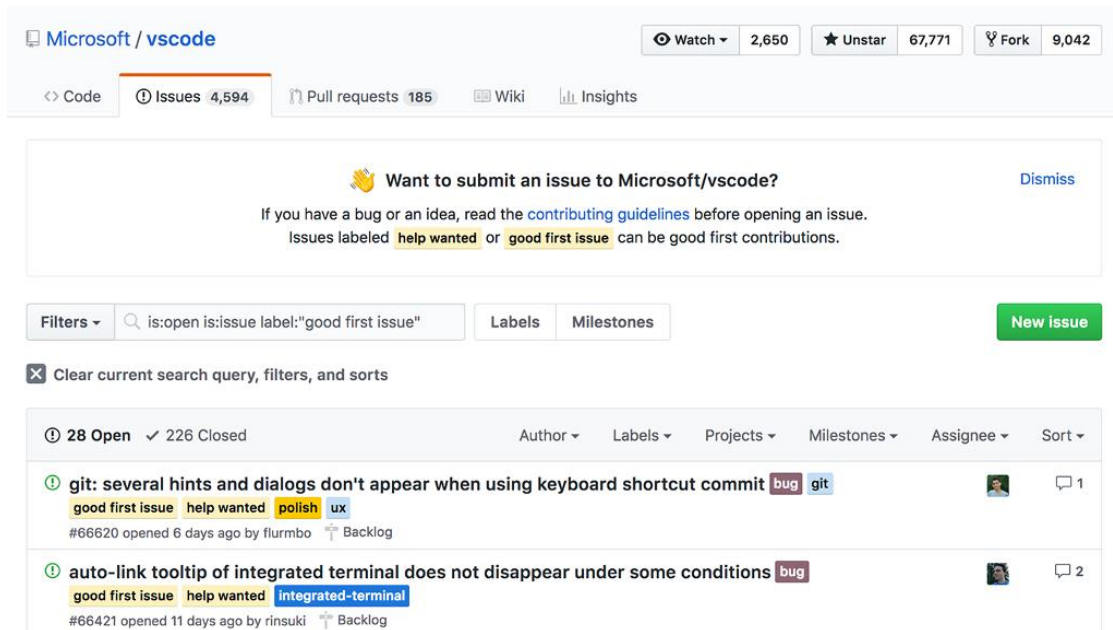 Microsoft / vscode
Watch 2,650 Unstar 67,771 Fork 9,042
Code Issues 4,594 Pull requests 185 Wiki Insights
👋 Want to submit an issue to Microsoft/vscode? Dismiss
If you have a bug or an idea, read the contributing guidelines before opening an issue.
Issues labeled help wanted or good first issue can be good first contributions.
Filters is:open is:issue label:"good first issue" Labels Milestones New issue
Clear current search query, filters, and sorts
28 Open ✓ 226 Closed Author Labels Projects Milestones Assignee Sort
git: several hints and dialogs don't appear when using keyboard shortcut commit bug git 1
good first issue help wanted polish ux
#66620 opened 6 days ago by flurmbo Backlog
auto-link tooltip of integrated terminal does not disappear under some conditions bug 2
good first issue help wanted integrated-terminal
#66421 opened 11 days ago by rinsuki Backlog